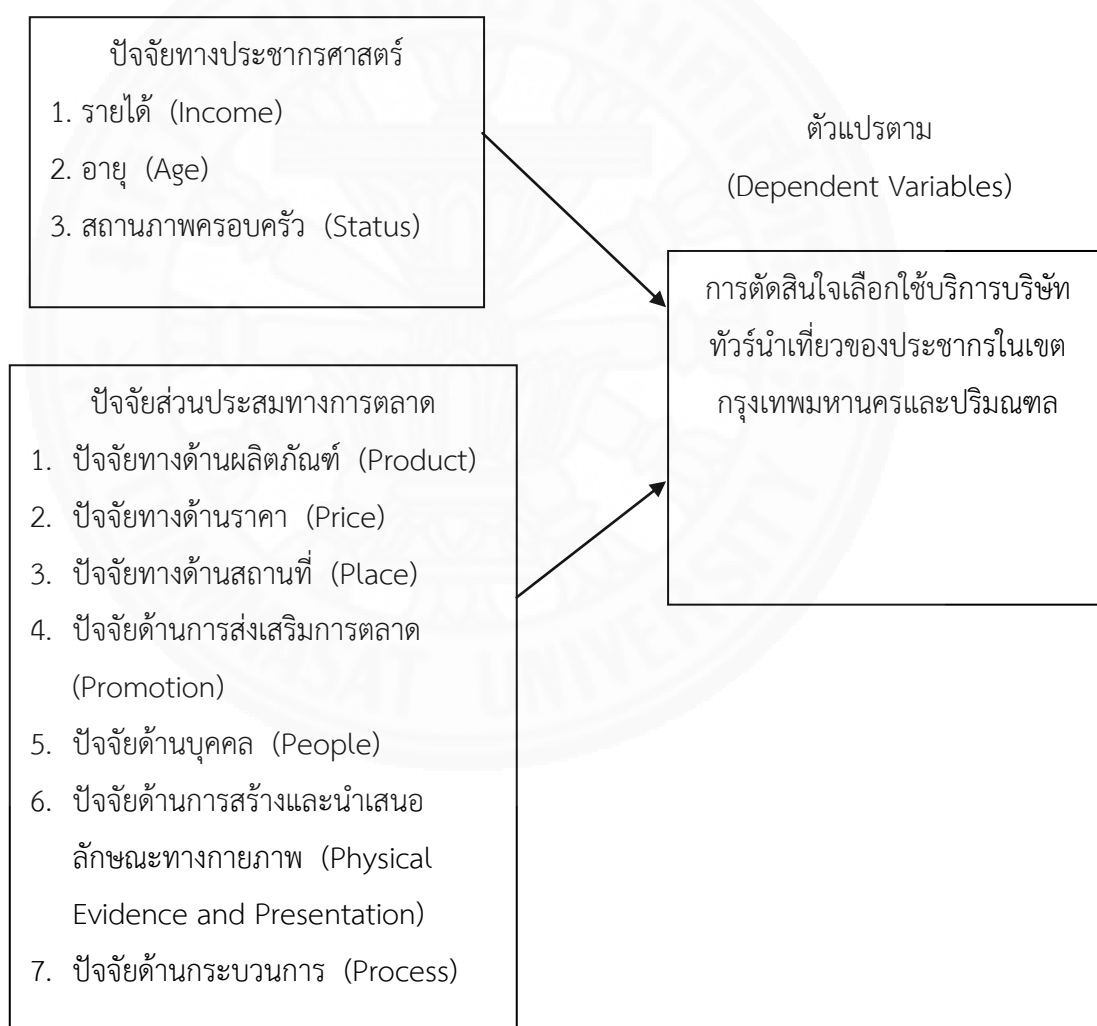 ปัจจัยทางประชากรศาสตร์
1. รายได้ (Income)
2. อายุ (Age)
3. สถานภาพครอบครัว (Status)
ตัวแปรตาม
(Dependent Variables)
การตัดสินใจเลือกใช้บริการบริษัท
ทัวร์นำเที่ยวของประชากรในเขต
กรุงเทพมหานครและปริมณฑล
ปัจจัยส่วนประสมทางการตลาด
1. ปัจจัยทางด้านผลิตภัณฑ์ (Product)
2. ปัจจัยทางด้านราคา (Price)
3. ปัจจัยทางด้านสถานที่ (Place)
4. ปัจจัยด้านการส่งเสริมการตลาด
(Promotion)
5. ปัจจัยด้านบุคคล (People)
6. ปัจจัยด้านการสร้างและนำเสนอ
ลักษณะทางกายภาพ (Physical
Evidence and Presentation)
7. ปัจจัยด้านกระบวนการ (Process)
UNIVERSITY